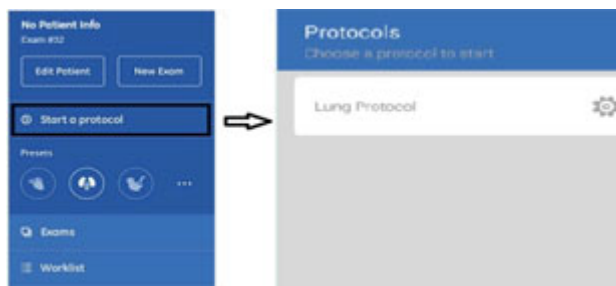 No Patient Info
Exam #32
Edit Patient
New Exam
Start a protocol
Presets
Exams
Worklist
Protocols
Choose a protocol to start
Lung Protocol